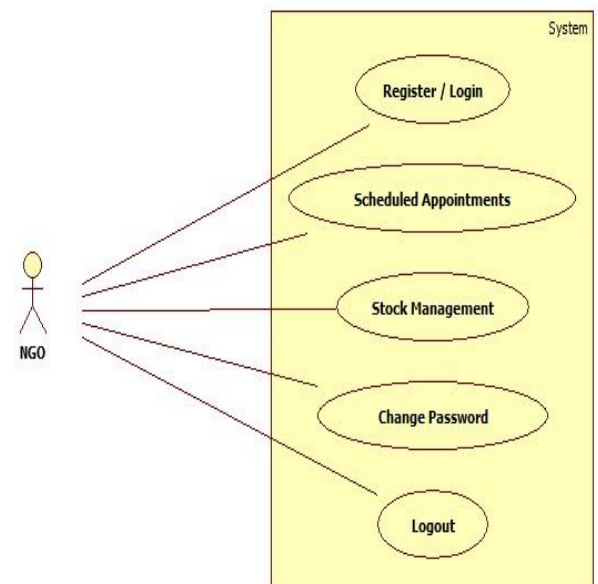 System
Register / Login
Scheduled Appointments
Stock Management
NGO
Change Password
Logout